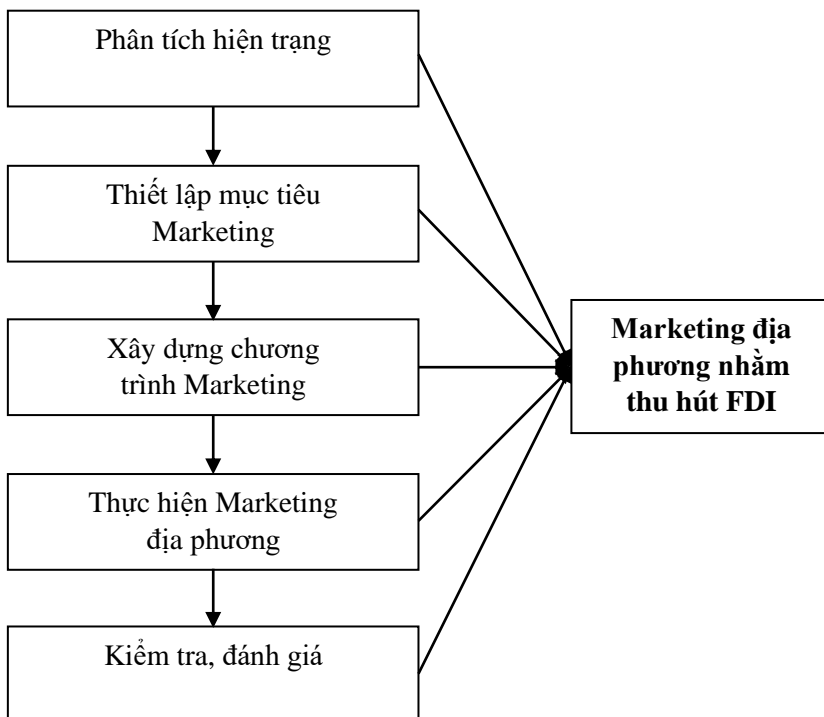 Phân tích hiện trạng
Thiết lập mục tiêu
Marketing
Xây dựng chương
trình Marketing
Thực hiện Marketing
địa phương
Kiểm tra, đánh giá
Marketing địa
phương nhằm
thu hút FDI